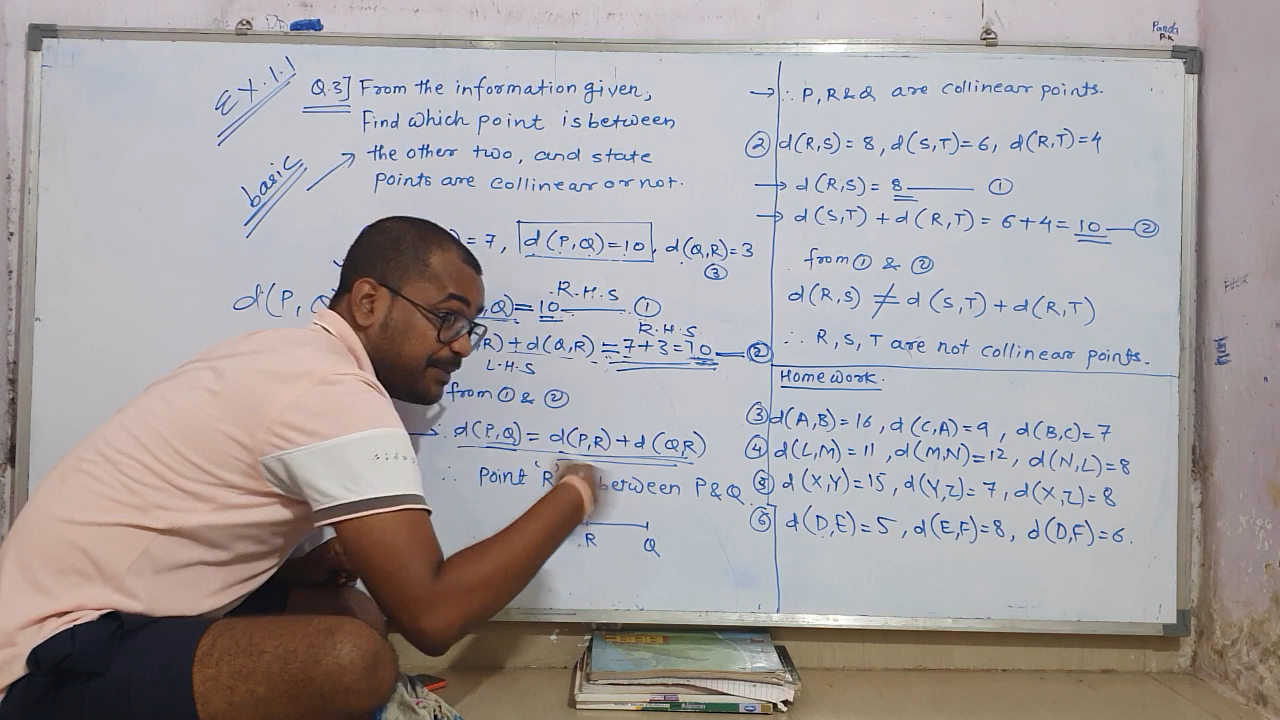 EX.1.1
basic
Q.3] From the information given,
Find which point is between
the other two, and state
points are collinear or not.
= 7, d(P,Q)=10, d(Q,R)=3
③
R.H.S
d(P, Q) = 10 ①
R.H.S
R) + d(Q,R) = 7+3=10 ②
L.H.S
from ① & ②
∴ d(P,Q) = d(P,R) + d(Q,R)
∴ Point 'R' between P & Q
R Q
→ ∴ P, R & Q are collinear points.
② d(R,S) = 8, d(S,T)=6, d(R,T)=4
→ d(R,S) = 8 ①
→ d(S,T) + d(R,T) = 6+4=10 ②
from ① & ②
d(R,S) ≠ d(S,T) + d(R,T)
∴ R, S, T are not collinear points.
Home work.
③ d(A,B)=16, d(C,A)=9, d(B,C)=7
④ d(L,M)=11, d(M,N)=12, d(N,L)=8
⑤ d(X,Y)=15, d(Y,Z)=7, d(X,Z)=8
⑥ d(D,E)=5, d(E,F)=8, d(D,F)=6.